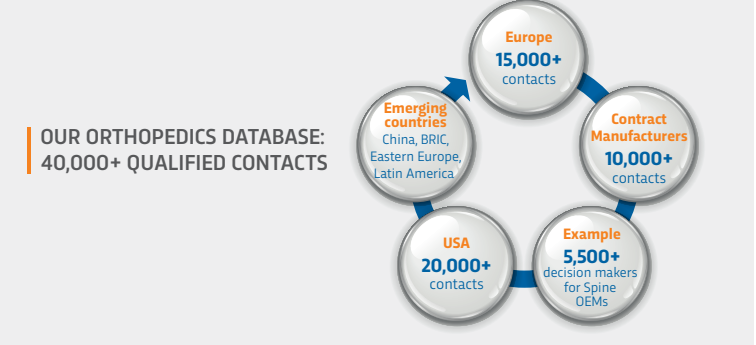 OUR ORTHOPEDICS DATABASE:
40,000+ QUALIFIED CONTACTS
Europe
15,000+
contacts
Contract
Manufacturers
10,000+
contacts
Example
5,500+
decision makers
for Spine
OEMs
USA
20,000+
contacts
Emerging
countries
China, BRIC,
Eastern Europe,
Latin America